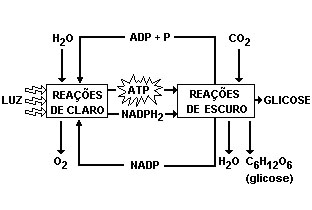 H2O
ADP + P
CO2
LUZ
REAÇÕES
DE CLARO
ATP
NADPH2
REAÇÕES
DE ESCURO
GLICOSE
O2
NADP
H2O
C6H12O6
(glicose)